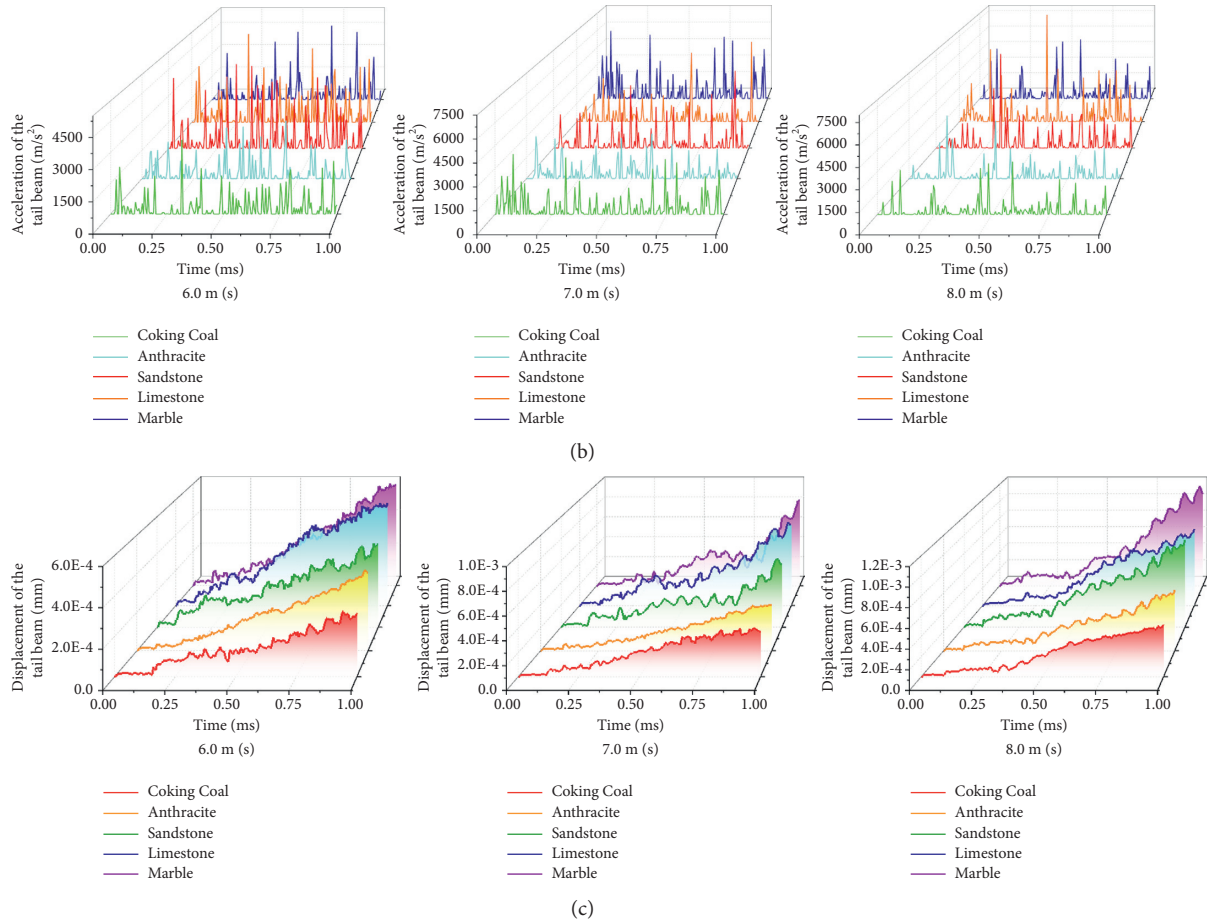 Acceleration of the
tail beam (m/s²)
4500
3000
1500
0
0.00
0.25
0.50
0.75
1.00
Time (ms)
6.0 m (s)
Acceleration of the
tail beam (m/s²)
7500
6000
4500
3000
1500
0
0.00
0.25
0.50
0.75
1.00
Time (ms)
7.0 m (s)
Acceleration of the
tail beam (m/s²)
7500
6000
4500
3000
1500
0
0.00
0.25
0.50
0.75
1.00
Time (ms)
8.0 m (s)
Coking Coal
Anthracite
Sandstone
Limestone
Marble
Coking Coal
Anthracite
Sandstone
Limestone
Marble
Coking Coal
Anthracite
Sandstone
Limestone
Marble
(b)
Displacement of the
tail beam (mm)
6.0E-4
4.0E-4
2.0E-4
0.0
0.00
0.25
0.50
0.75
1.00
Time (ms)
6.0 m (s)
Displacement of the
tail beam (mm)
1.0E-3
8.0E-4
6.0E-4
4.0E-4
2.0E-4
0.0
0.00
0.25
0.50
0.75
1.00
Time (ms)
7.0 m (s)
Displacement of the
tail beam (mm)
1.2E-3
1.0E-3
8.0E-4
6.0E-4
4.0E-4
2.0E-4
0.0
0.00
0.25
0.50
0.75
1.00
Time (ms)
8.0 m (s)
Coking Coal
Anthracite
Sandstone
Limestone
Marble
Coking Coal
Anthracite
Sandstone
Limestone
Marble
Coking Coal
Anthracite
Sandstone
Limestone
Marble
(c)